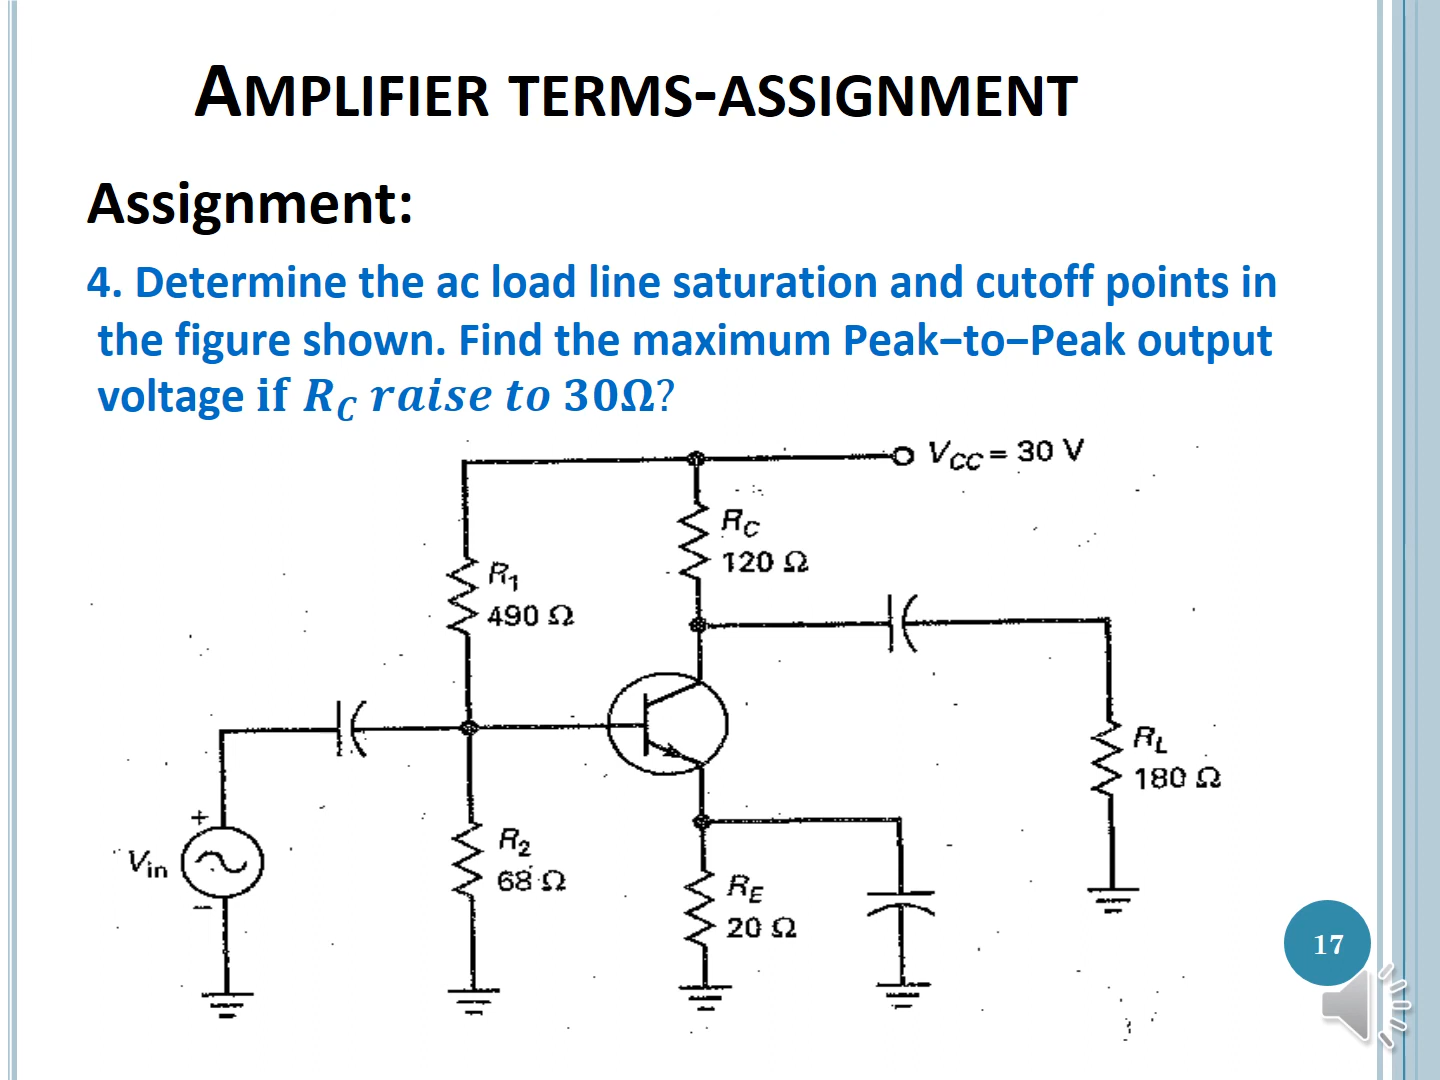 AMPLIFIER TERMS-ASSIGNMENT
Assignment:
4. Determine the ac load line saturation and cutoff points in
the figure shown. Find the maximum Peak–to–Peak output
voltage if R_C raise to 30Ω?
V_CC = 30 V
R_C
120 Ω
R_1
490 Ω
R_L
180 Ω
+
V_in
−
R_2
68 Ω
R_E
20 Ω
17